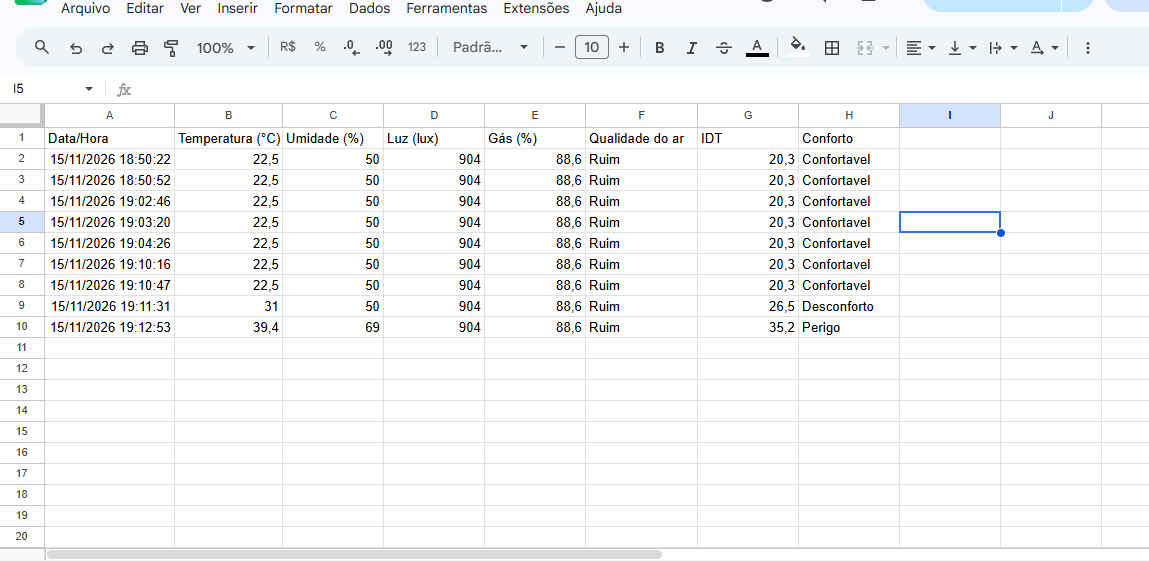 Arquivo Editar Ver Inserir Formatar Dados Ferramentas Extensões Ajuda
100% R$ % .0 .00 123 Padrã... 10 B I A A
I5 fx
A B C D E F G H I J
1 Data/Hora Temperatura (°C) Umidade (%) Luz (lux) Gás (%) Qualidade do ar IDT Conforto
2 15/11/2026 18:50:22 22,5 50 904 88,6 Ruim 20,3 Confortavel
3 15/11/2026 18:50:52 22,5 50 904 88,6 Ruim 20,3 Confortavel
4 15/11/2026 19:02:46 22,5 50 904 88,6 Ruim 20,3 Confortavel
5 15/11/2026 19:03:20 22,5 50 904 88,6 Ruim 20,3 Confortavel
6 15/11/2026 19:04:26 22,5 50 904 88,6 Ruim 20,3 Confortavel
7 15/11/2026 19:10:16 22,5 50 904 88,6 Ruim 20,3 Confortavel
8 15/11/2026 19:10:47 22,5 50 904 88,6 Ruim 20,3 Confortavel
9 15/11/2026 19:11:31 31 50 904 88,6 Ruim 26,5 Desconforto
10 15/11/2026 19:12:53 39,4 69 904 88,6 Ruim 35,2 Perigo
11
12
13
14
15
16
17
18
19
20